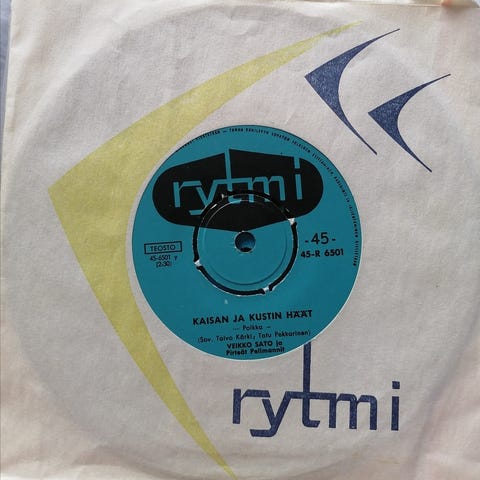 rytmi
TEOSTO
45-6501 y
(2:30)
-45-
45-R 6501
KAISAN JA KUSTIN HÄÄT
— Polkka —
(Sov. Toivo Kärki; Tatu Pekkarinen)
VEIKKO SATO ja
Pirteät Pelimannit
rytmi